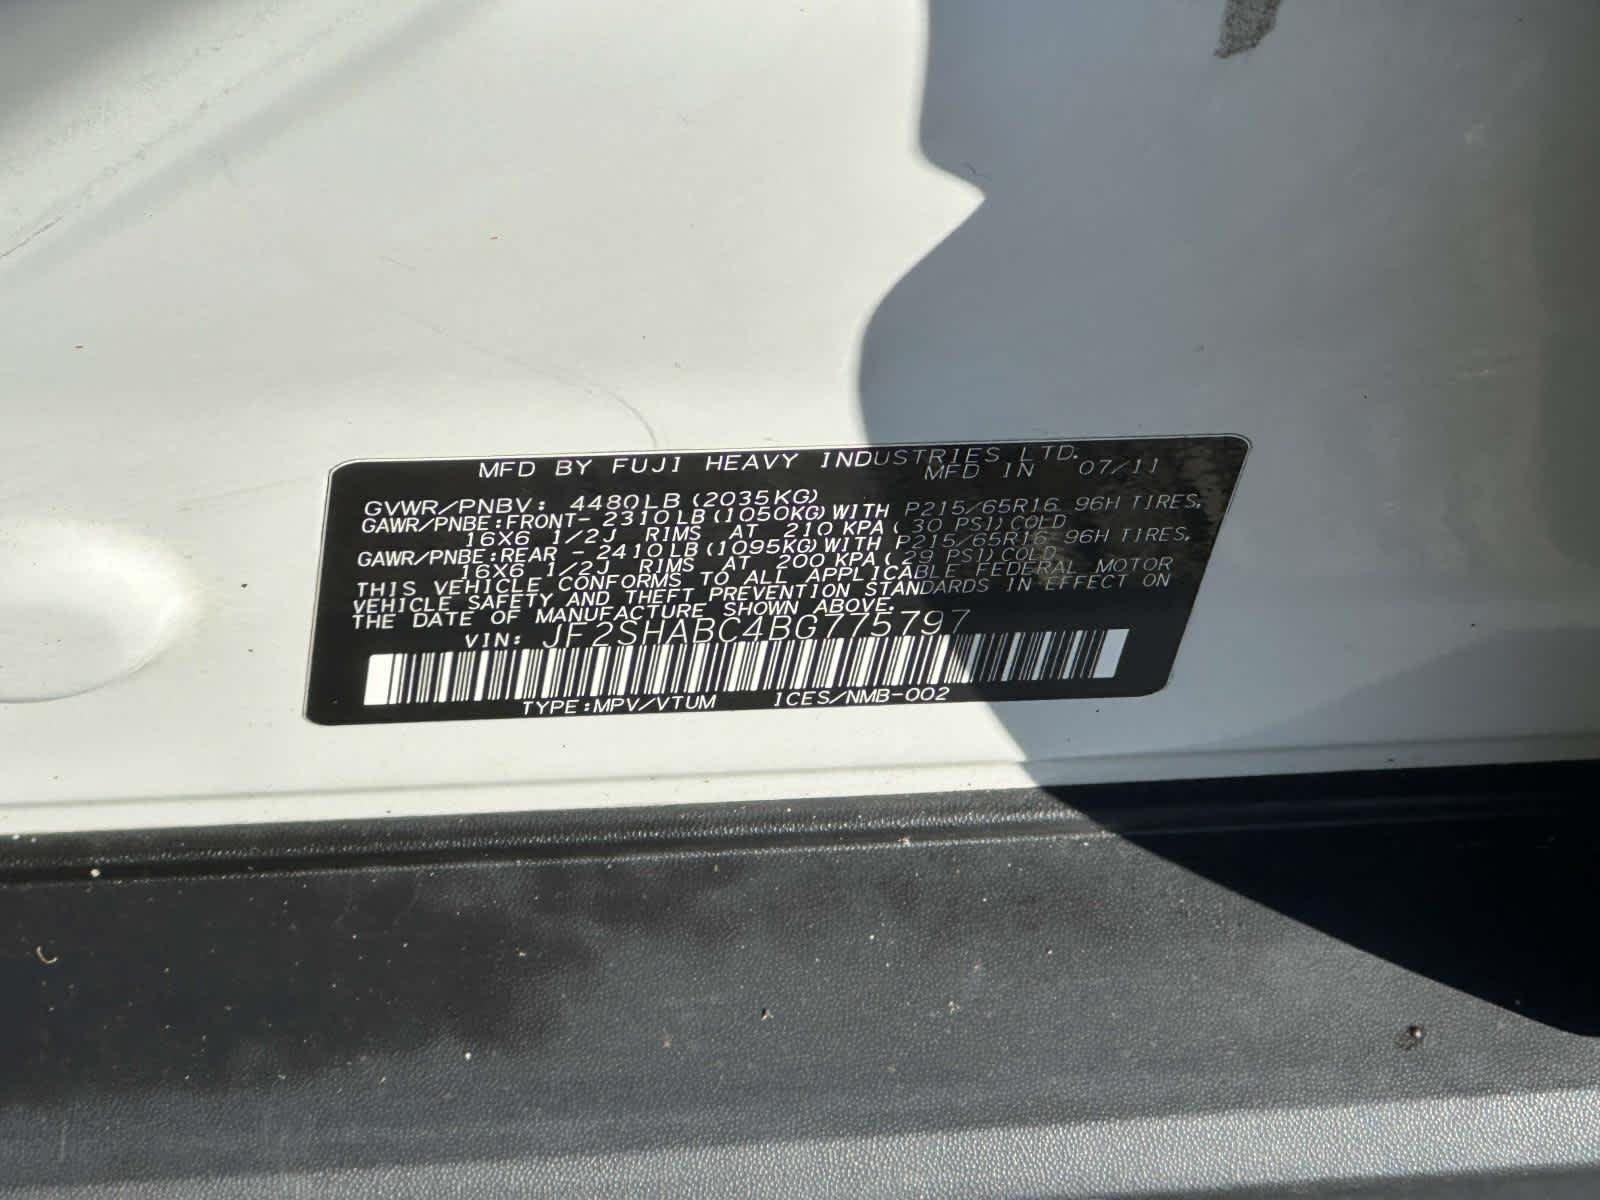 MFD BY FUJI HEAVY INDUSTRIES LTD.
MFD IN 07/11
GVWR/PNBV: 4480LB(2035KG)
GAWR/PNBE:FRONT- 2310LB(1050KG)WITH P215/65R16 96H TIRES,
16X6 1/2J RIMS AT 210 KPA( 30 PSI)COLD
GAWR/PNBE:REAR - 2410LB(1095KG)WITH P215/65R16 96H TIRES,
16X6 1/2J RIMS AT 200 KPA( 29 PSI)COLD
THIS VEHICLE CONFORMS TO ALL APPLICABLE FEDERAL MOTOR
VEHICLE SAFETY AND THEFT PREVENTION STANDARDS IN EFFECT ON
THE DATE OF MANUFACTURE SHOWN ABOVE.
VIN: JF2SHABC4BG775797
TYPE:MPV/VTUM ICES/NMB-002